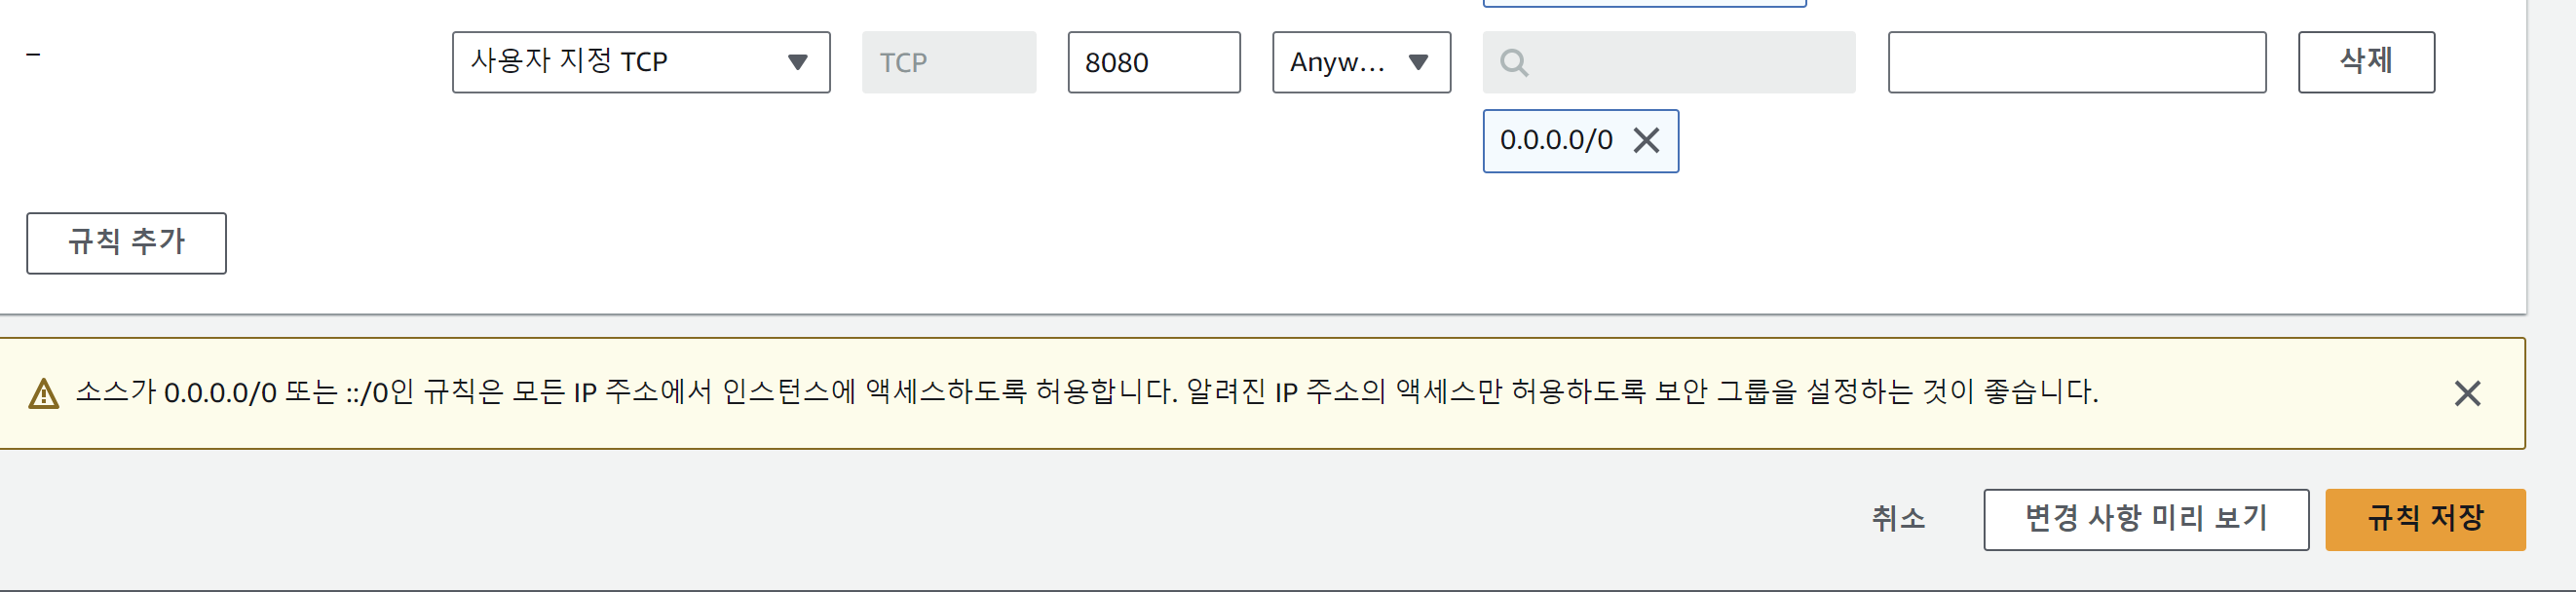 –
사용자 지정 TCP
TCP
8080
Anyw...
삭제
0.0.0.0/0
규칙 추가
소스가 0.0.0.0/0 또는 ::/0인 규칙은 모든 IP 주소에서 인스턴스에 액세스하도록 허용합니다. 알려진 IP 주소의 액세스만 허용하도록 보안 그룹을 설정하는 것이 좋습니다.
취소
변경 사항 미리 보기
규칙 저장